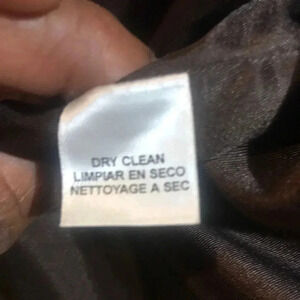 DRY CLEAN
LIMPIAR EN SECO
NETTOYAGE A SEC